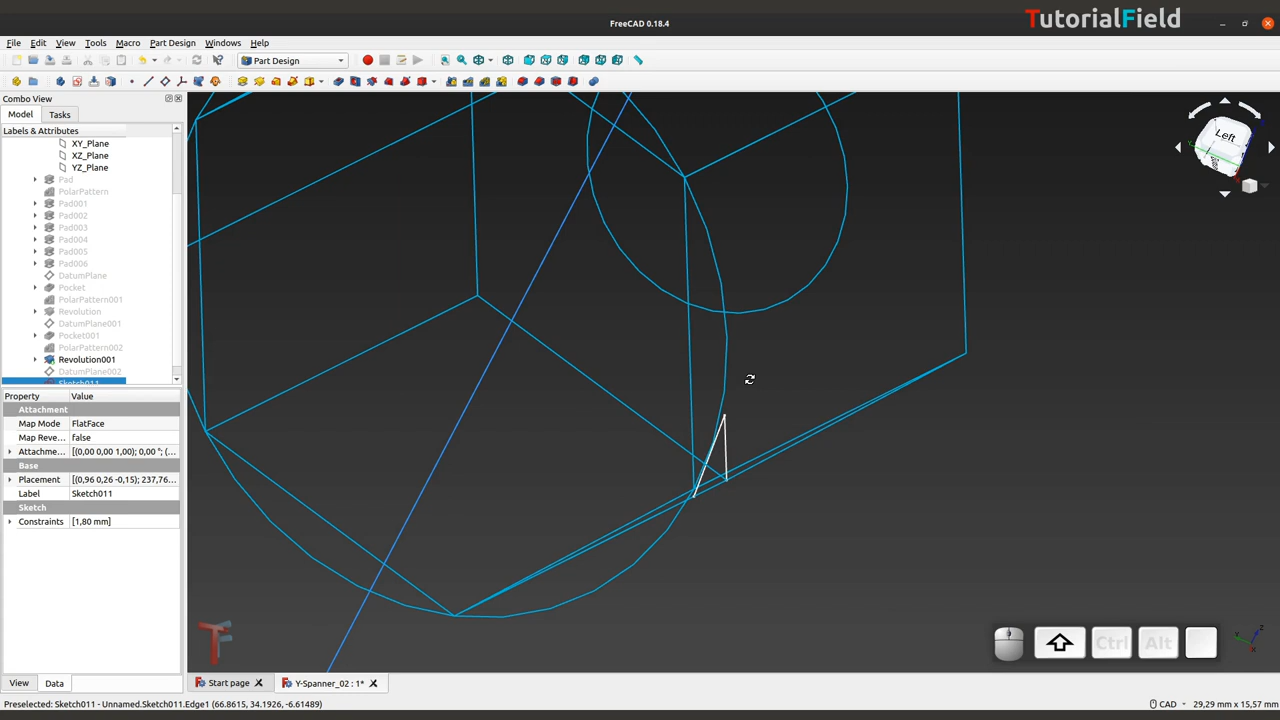 FreeCAD 0.18.4
TutorialField
File Edit View Tools Macro Part Design Windows Help
Part Design
Combo View
Model Tasks
Labels & Attributes
XY_Plane
XZ_Plane
YZ_Plane
Pad
PolarPattern
Pad001
Pad002
Pad003
Pad004
Pad005
Pad006
DatumPlane
Pocket
PolarPattern001
Revolution
DatumPlane001
Pocket001
PolarPattern002
Revolution001
DatumPlane002
Sketch011
Property Value
Attachment
Map Mode FlatFace
Map Reve... false
Attachme... [(0,00 0,00 1,00); 0,00 °; (...
Base
Placement [(0,96 0,26 -0,15); 237,76...
Label Sketch011
Sketch
Constraints [1,80 mm]
Left
Ctrl Alt
View Data
Start page
Y-Spanner_02 : 1*
Preselected: Sketch011 - Unnamed.Sketch011.Edge1 (66.8615, 34.1926, -6.61489)
CAD
29,29 mm x 15,57 mm